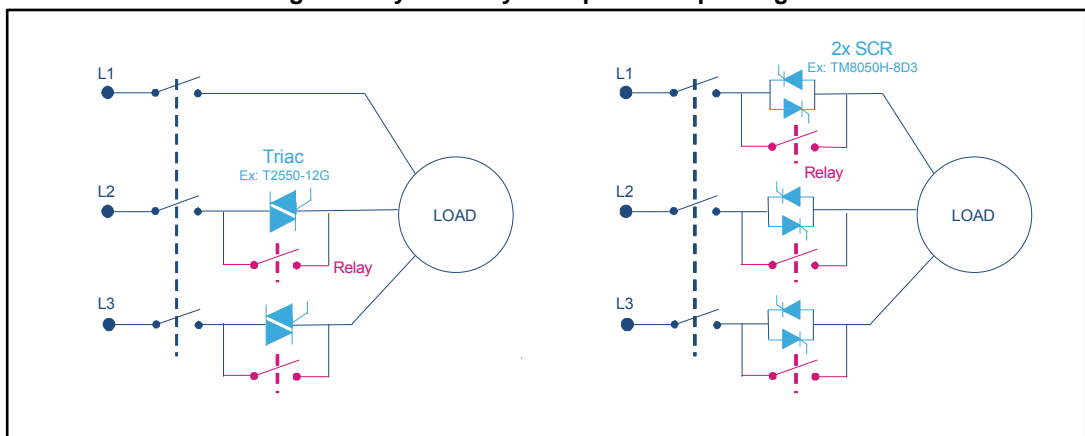 L1
Triac
Ex: T2550-12G
L2
LOAD
Relay
L3
2x SCR
Ex: TM8050H-8D3
L1
Relay
L2
LOAD
L3